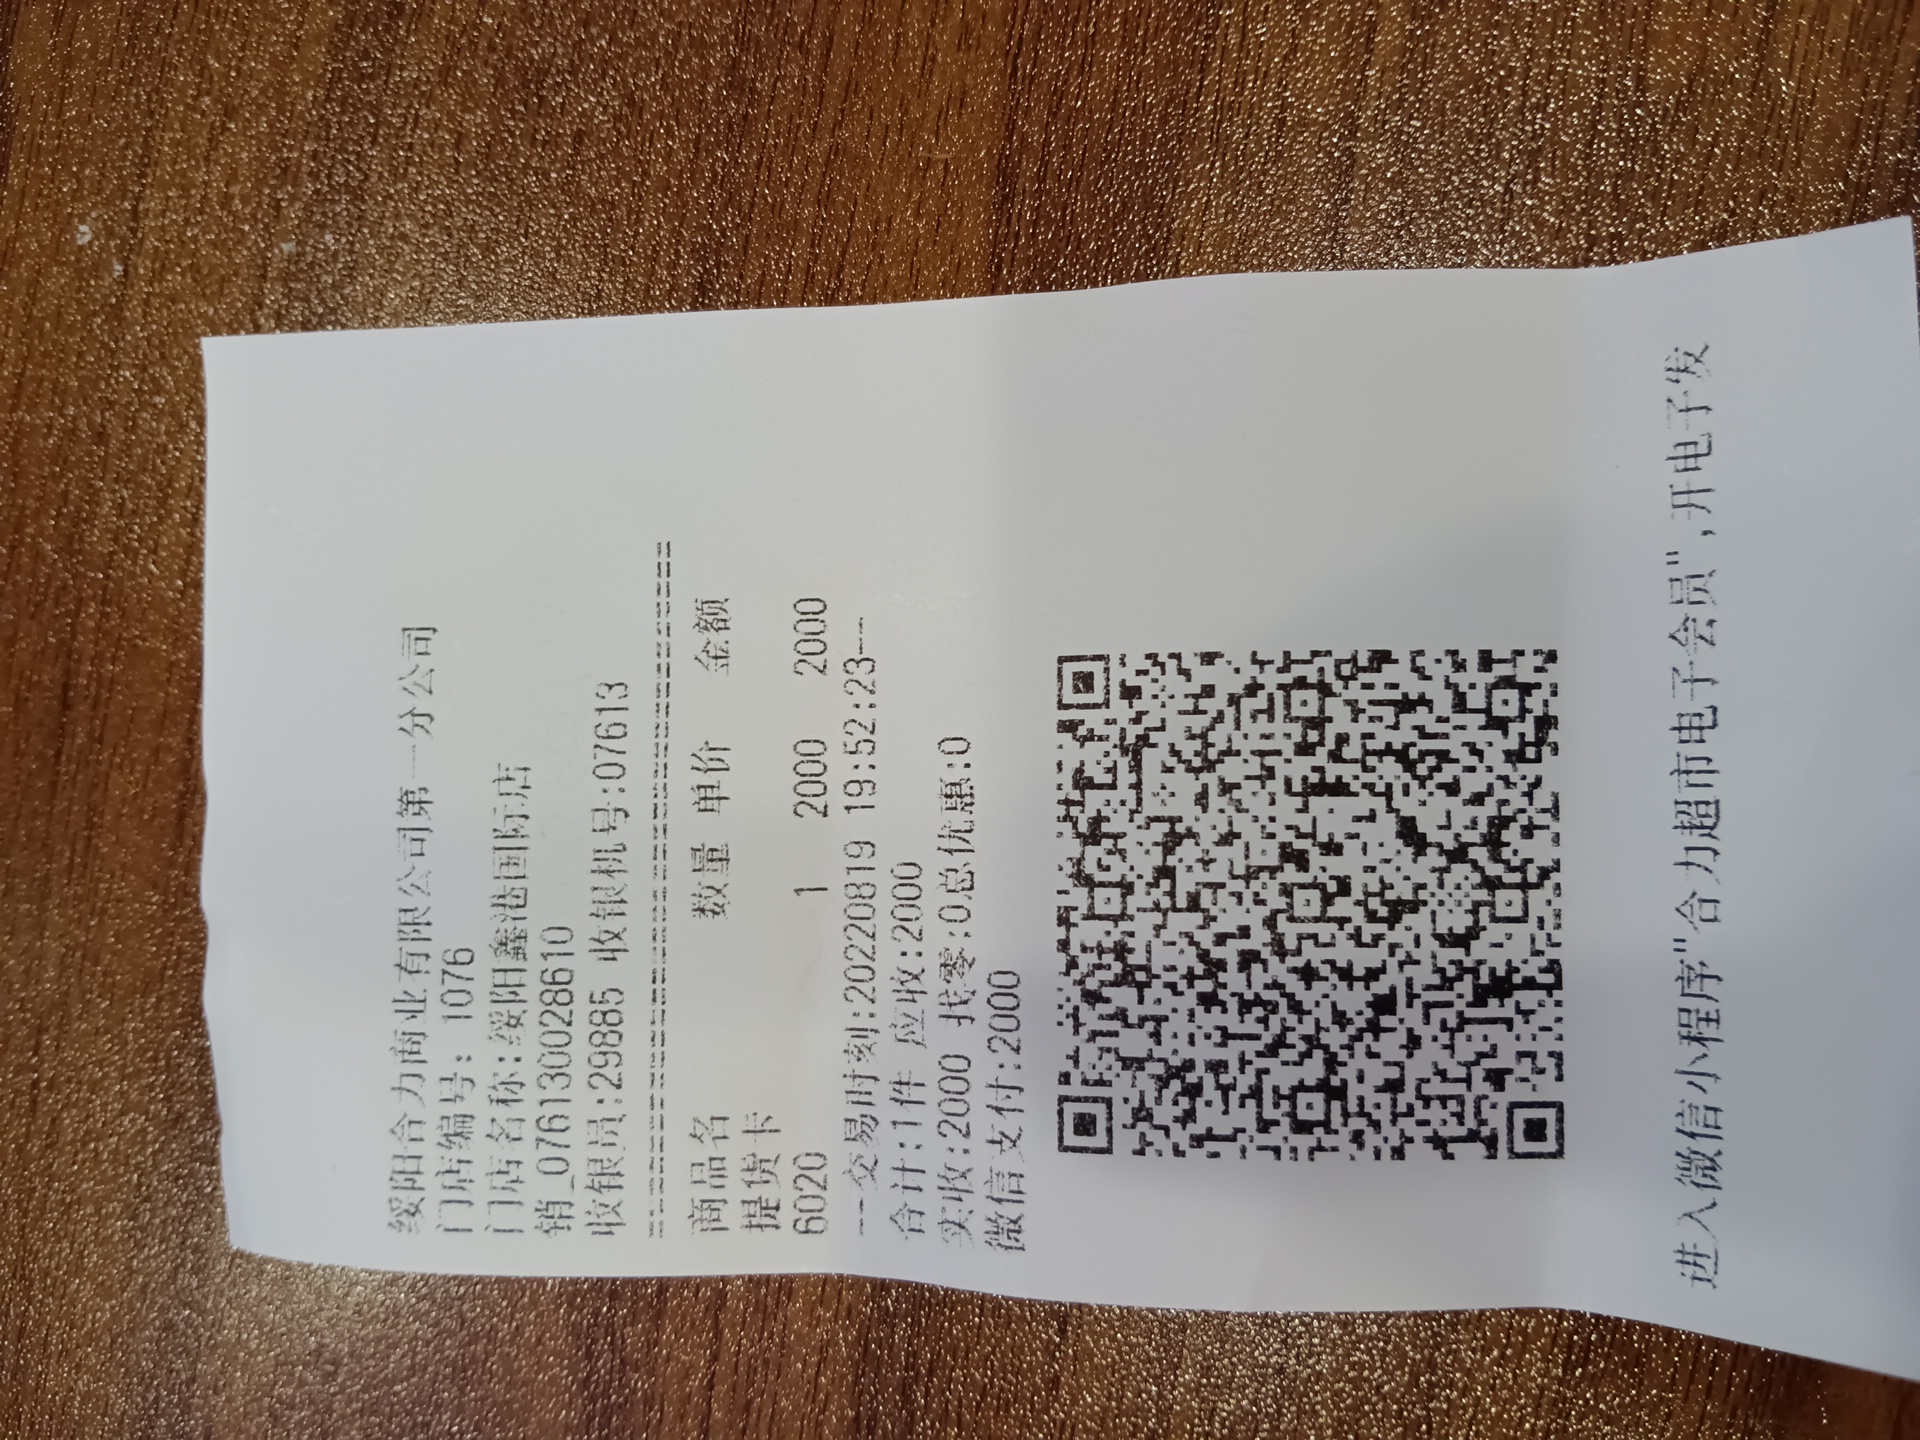 绥阳合力商业有限公司第一分公司
门店编号: 1076
门店名称:绥阳鑫港国际店
销_076130028610
收银员:29885 收银机号:07613
商品名 数量 单价 金额
提货卡
6020 1 2000 2000
--交易时刻:20220819 19:52:23--
合计:1件 应收:2000
实收:2000 找零:0总优惠:0
微信支付:2000
进入微信小程序"合力超市电子会员",开电子发